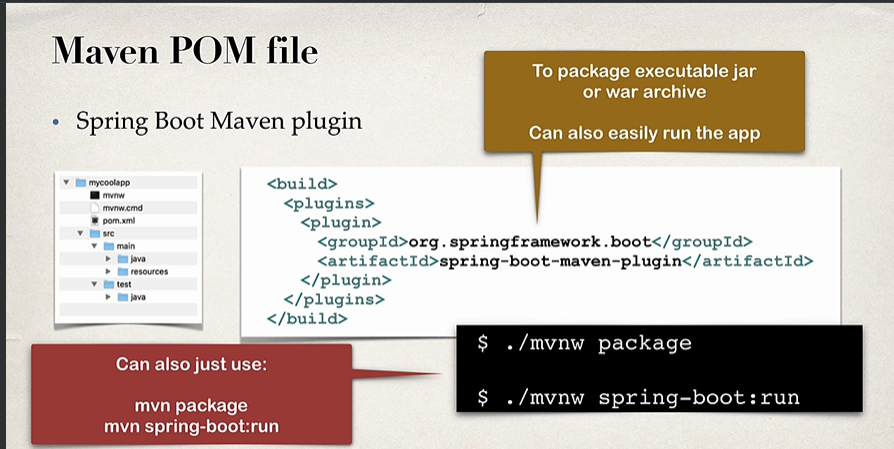 Maven POM file
• Spring Boot Maven plugin
To package executable jar
or war archive
Can also easily run the app
mycoolapp
mvnw
mvnw.cmd
pom.xml
src
main
java
resources
test
java
<build>
<plugins>
<plugin>
<groupId>org.springframework.boot</groupId>
<artifactId>spring-boot-maven-plugin</artifactId>
</plugin>
</plugins>
</build>
Can also just use:
mvn package
mvn spring-boot:run
$ ./mvnw package
$ ./mvnw spring-boot:run